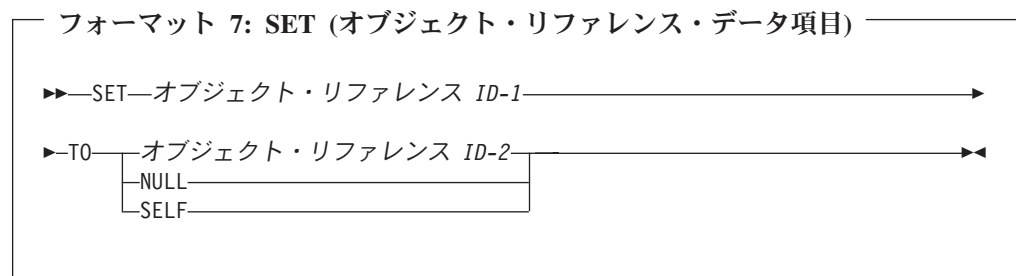 フォーマット 7: SET (オブジェクト・リファレンス・データ項目)
SET オブジェクト・リファレンス ID-1
TO オブジェクト・リファレンス ID-2
NULL
SELF